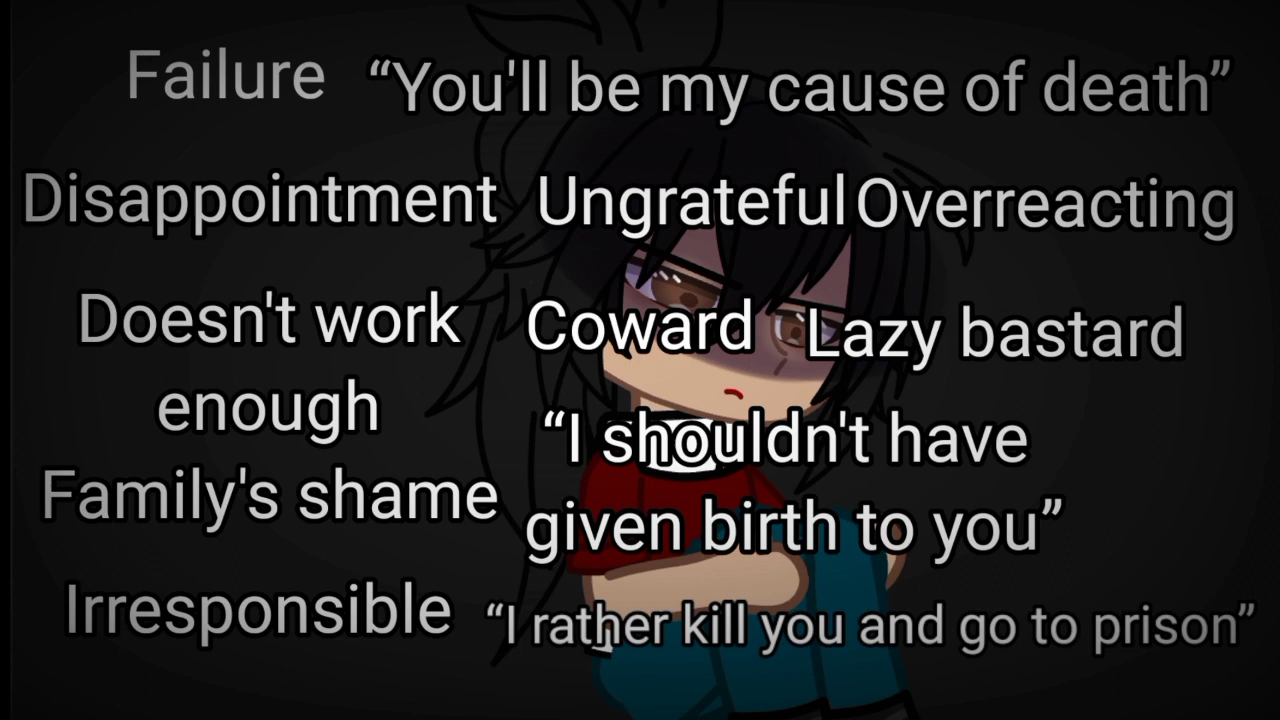 Failure
“You'll be my cause of death”
Disappointment
Ungrateful
Overreacting
Doesn't work
enough
Coward
Lazy bastard
“I shouldn't have
given birth to you”
Family's shame
Irresponsible
“I rather kill you and go to prison”